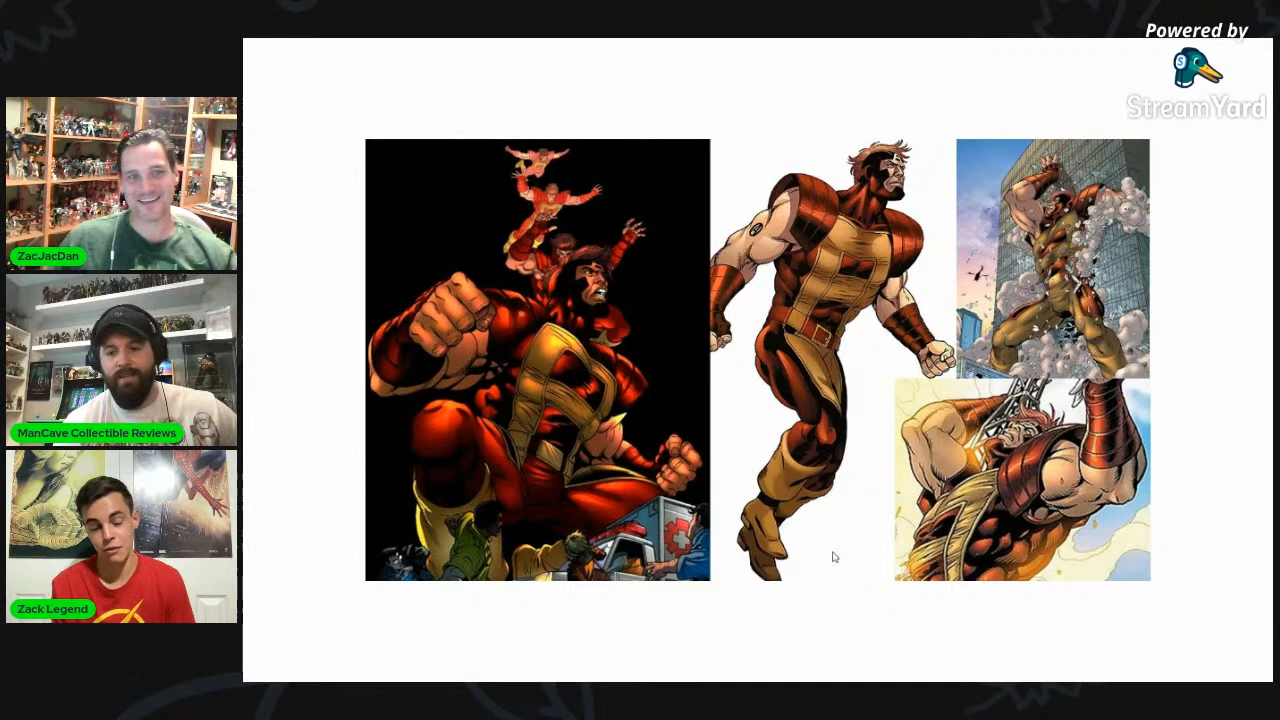 Powered by
S
StreamYard
ZacJacDan
ManCave Collectible Reviews
Zack Legend